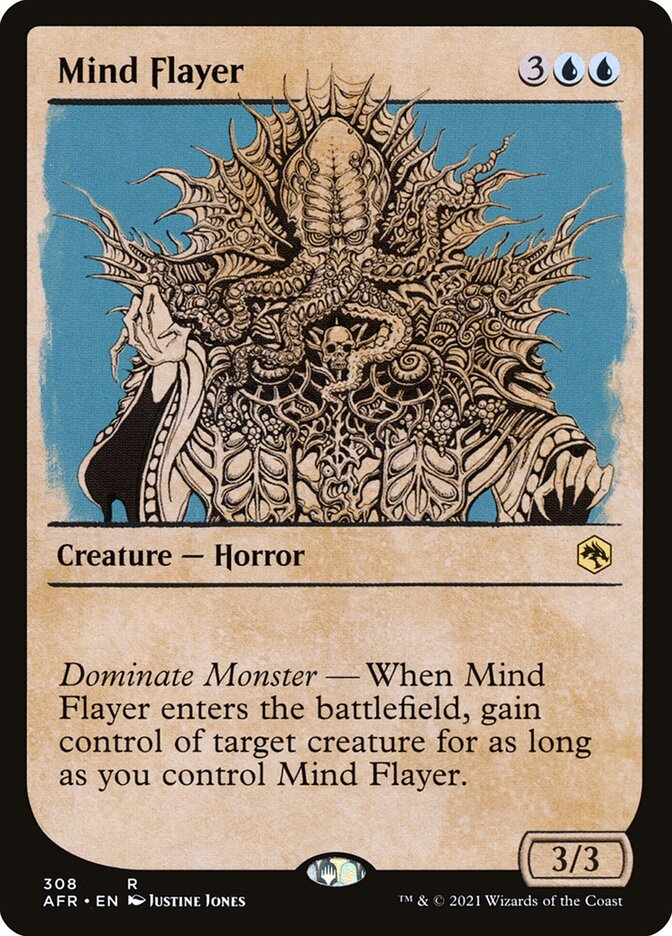 Mind Flayer 3
Creature — Horror
Dominate Monster — When Mind
Flayer enters the battlefield, gain
control of target creature for as long
as you control Mind Flayer.
3/3
308 R
AFR • EN Justine Jones
™ & © 2021 Wizards of the Coast